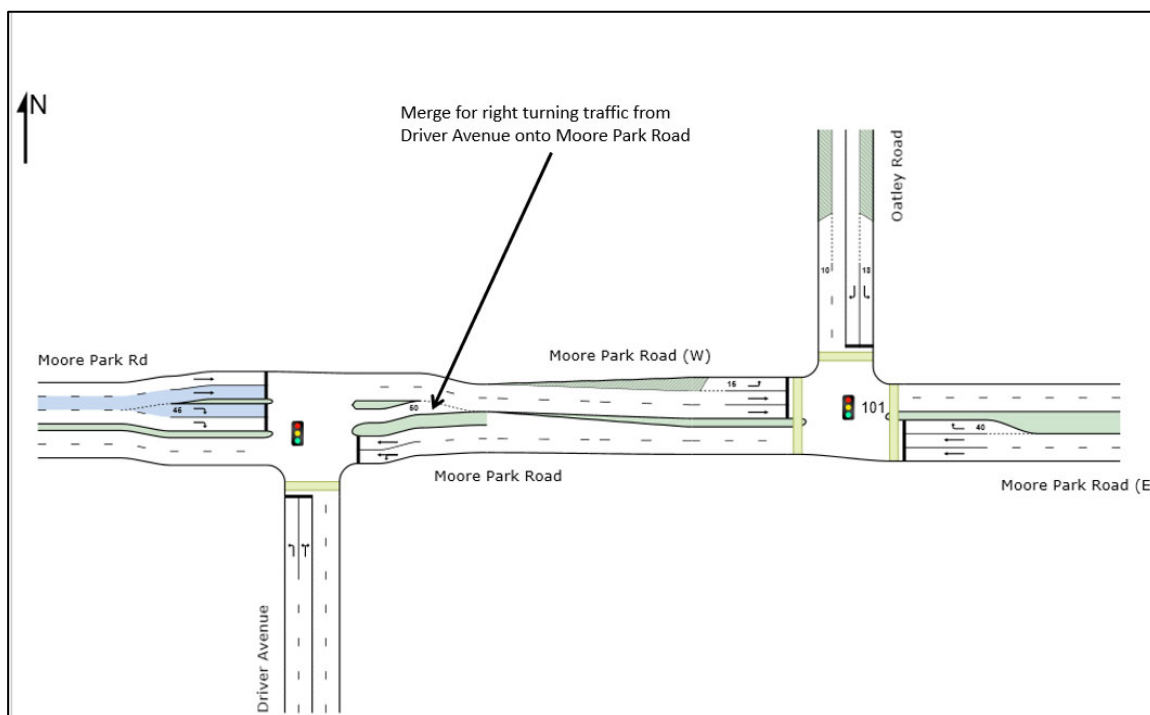 N
Merge for right turning traffic from
Driver Avenue onto Moore Park Road
Oatley Road
10
18
Moore Park Rd
Moore Park Road (W)
15
46
50
101
40
Moore Park Road
Moore Park Road (E
Driver Avenue